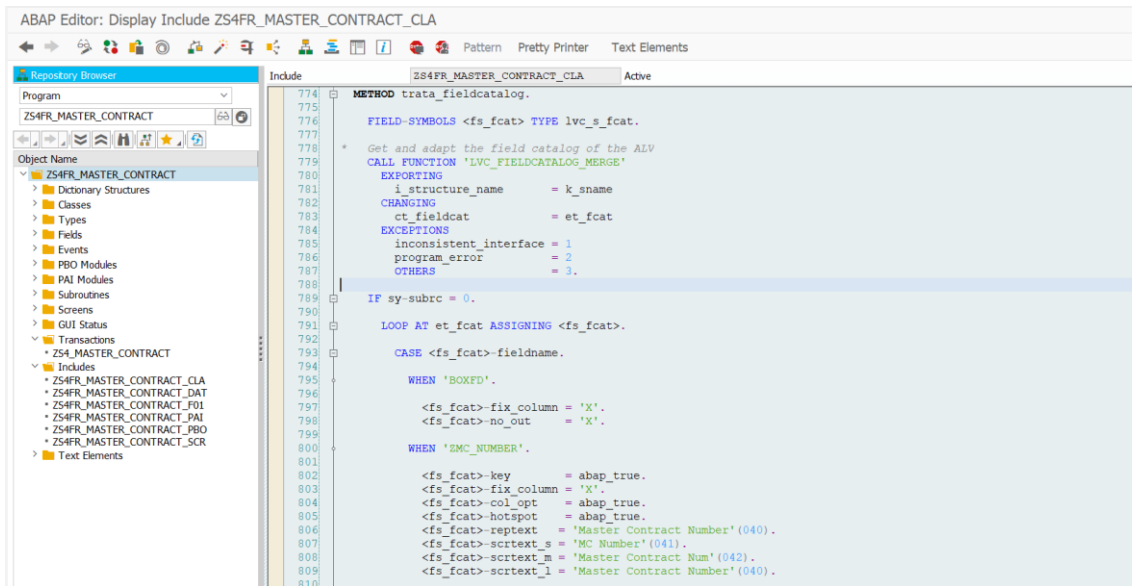 ABAP Editor: Display Include ZS4FR_MASTER_CONTRACT_CLA
Pattern Pretty Printer Text Elements
Repository Browser
Program
ZS4FR_MASTER_CONTRACT
Object Name
ZS4FR_MASTER_CONTRACT
Dictionary Structures
Classes
Types
Fields
Events
PBO Modules
PAI Modules
Subroutines
Screens
GUI Status
Transactions
ZS4_MASTER_CONTRACT
Includes
ZS4FR_MASTER_CONTRACT_CLA
ZS4FR_MASTER_CONTRACT_DAT
ZS4FR_MASTER_CONTRACT_F01
ZS4FR_MASTER_CONTRACT_PAI
ZS4FR_MASTER_CONTRACT_PBO
ZS4FR_MASTER_CONTRACT_SCR
Text Elements
Include ZS4FR_MASTER_CONTRACT_CLA Active
774 METHOD trata_fieldcatalog.
775
776 FIELD-SYMBOLS <fs_fcat> TYPE lvc_s_fcat.
777
778 * Get and adapt the field catalog of the ALV
779 CALL FUNCTION 'LVC_FIELDCATALOG_MERGE'
780 EXPORTING
781 i_structure_name = k_sname
782 CHANGING
783 ct_fieldcat = et_fcat
784 EXCEPTIONS
785 inconsistent_interface = 1
786 program_error = 2
787 OTHERS = 3.
788
789 IF sy-subrc = 0.
790
791 LOOP AT et_fcat ASSIGNING <fs_fcat>.
792
793 CASE <fs_fcat>-fieldname.
794
795 WHEN 'BOXFD'.
796
797 <fs_fcat>-fix_column = 'X'.
798 <fs_fcat>-no_out = 'X'.
799
800 WHEN 'ZMC_NUMBER'.
801
802 <fs_fcat>-key = abap_true.
803 <fs_fcat>-fix_column = 'X'.
804 <fs_fcat>-col_opt = abap_true.
805 <fs_fcat>-hotspot = abap_true.
806 <fs_fcat>-reptext = 'Master Contract Number'(040).
807 <fs_fcat>-scrtext_s = 'MC Number'(041).
808 <fs_fcat>-scrtext_m = 'Master Contract Num'(042).
809 <fs_fcat>-scrtext_l = 'Master Contract Number'(040).
810